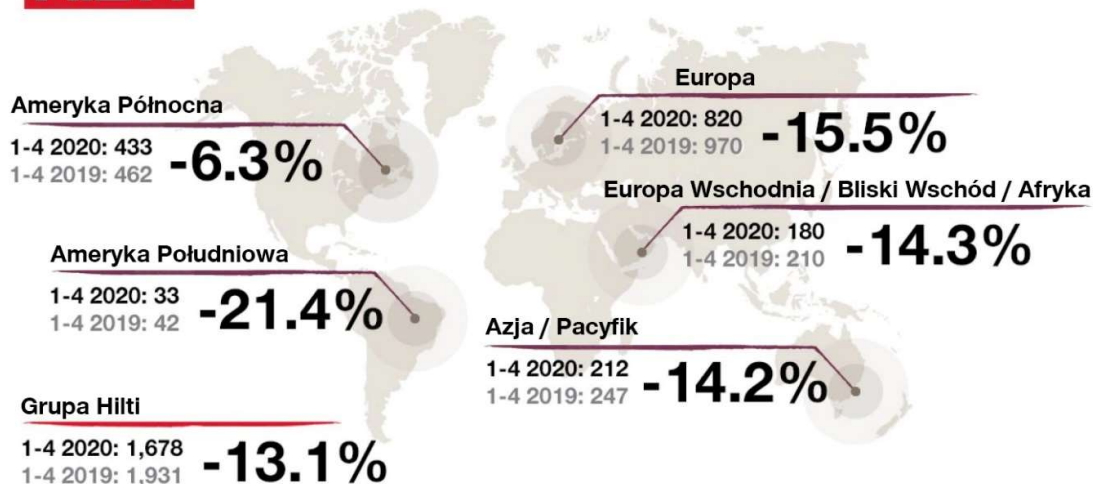 Ameryka Północna
1-4 2020: 433
1-4 2019: 462
-6.3%
Europa
1-4 2020: 820
1-4 2019: 970
-15.5%
Europa Wschodnia / Bliski Wschód / Afryka
1-4 2020: 180
1-4 2019: 210
-14.3%
Ameryka Południowa
1-4 2020: 33
1-4 2019: 42
-21.4%
Azja / Pacyfik
1-4 2020: 212
1-4 2019: 247
-14.2%
Grupa Hilti
1-4 2020: 1,678
1-4 2019: 1,931
-13.1%